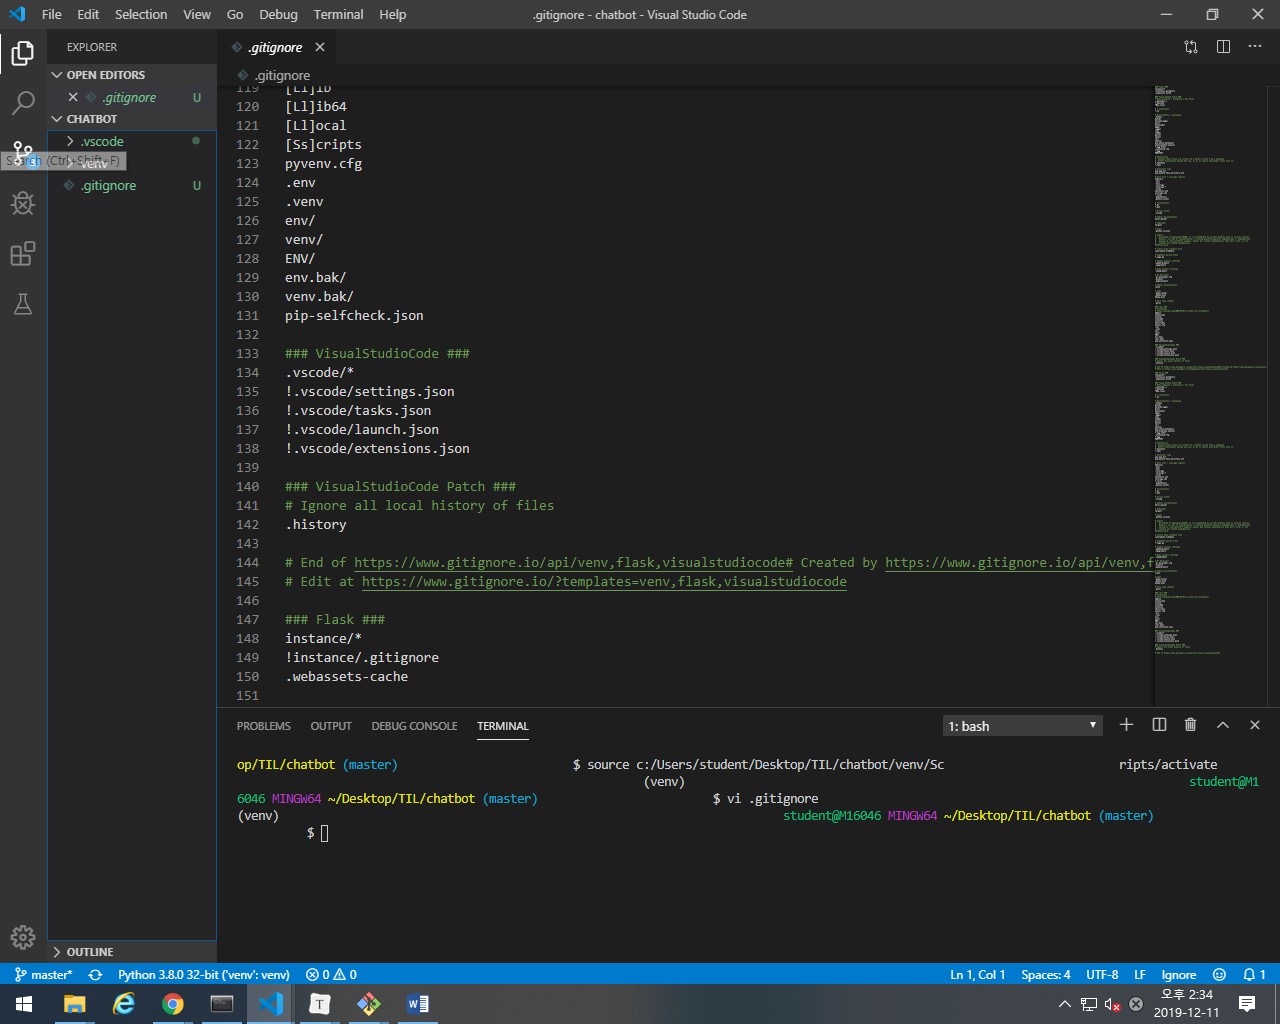 File Edit Selection View Go Debug Terminal Help .gitignore - chatbot - Visual Studio Code
EXPLORER
.gitignore
OPEN EDITORS
.gitignore
.gitignore U
CHATBOT
.vscode
Search (Ctrl+Shift+F)
venv
.gitignore U
119 [Ll]ib
120 [Ll]ib64
121 [Ll]ocal
122 [Ss]cripts
123 pyvenv.cfg
124 .env
125 .venv
126 env/
127 venv/
128 ENV/
129 env.bak/
130 venv.bak/
131 pip-selfcheck.json
132
133 ### VisualStudioCode ###
134 .vscode/*
135 !.vscode/settings.json
136 !.vscode/tasks.json
137 !.vscode/launch.json
138 !.vscode/extensions.json
139
140 ### VisualStudioCode Patch ###
141 # Ignore all local history of files
142 .history
143
144 # End of https://www.gitignore.io/api/venv,flask,visualstudiocode# Created by https://www.gitignore.io/api/venv,f
145 # Edit at https://www.gitignore.io/?templates=venv,flask,visualstudiocode
146
147 ### Flask ###
148 instance/*
149 !instance/.gitignore
150 .webassets-cache
151
PROBLEMS OUTPUT DEBUG CONSOLE TERMINAL 1: bash
op/TIL/chatbot (master) $ source c:/Users/student/Desktop/TIL/chatbot/venv/Sc ripts/activate
(venv) student@M1
6046 MINGW64 ~/Desktop/TIL/chatbot (master) $ vi .gitignore
(venv) student@M16046 MINGW64 ~/Desktop/TIL/chatbot (master)
$
OUTLINE
master* Python 3.8.0 32-bit ('venv': venv) 0 0 Ln 1, Col 1 Spaces: 4 UTF-8 LF Ignore 1
오후 2:34
2019-12-11